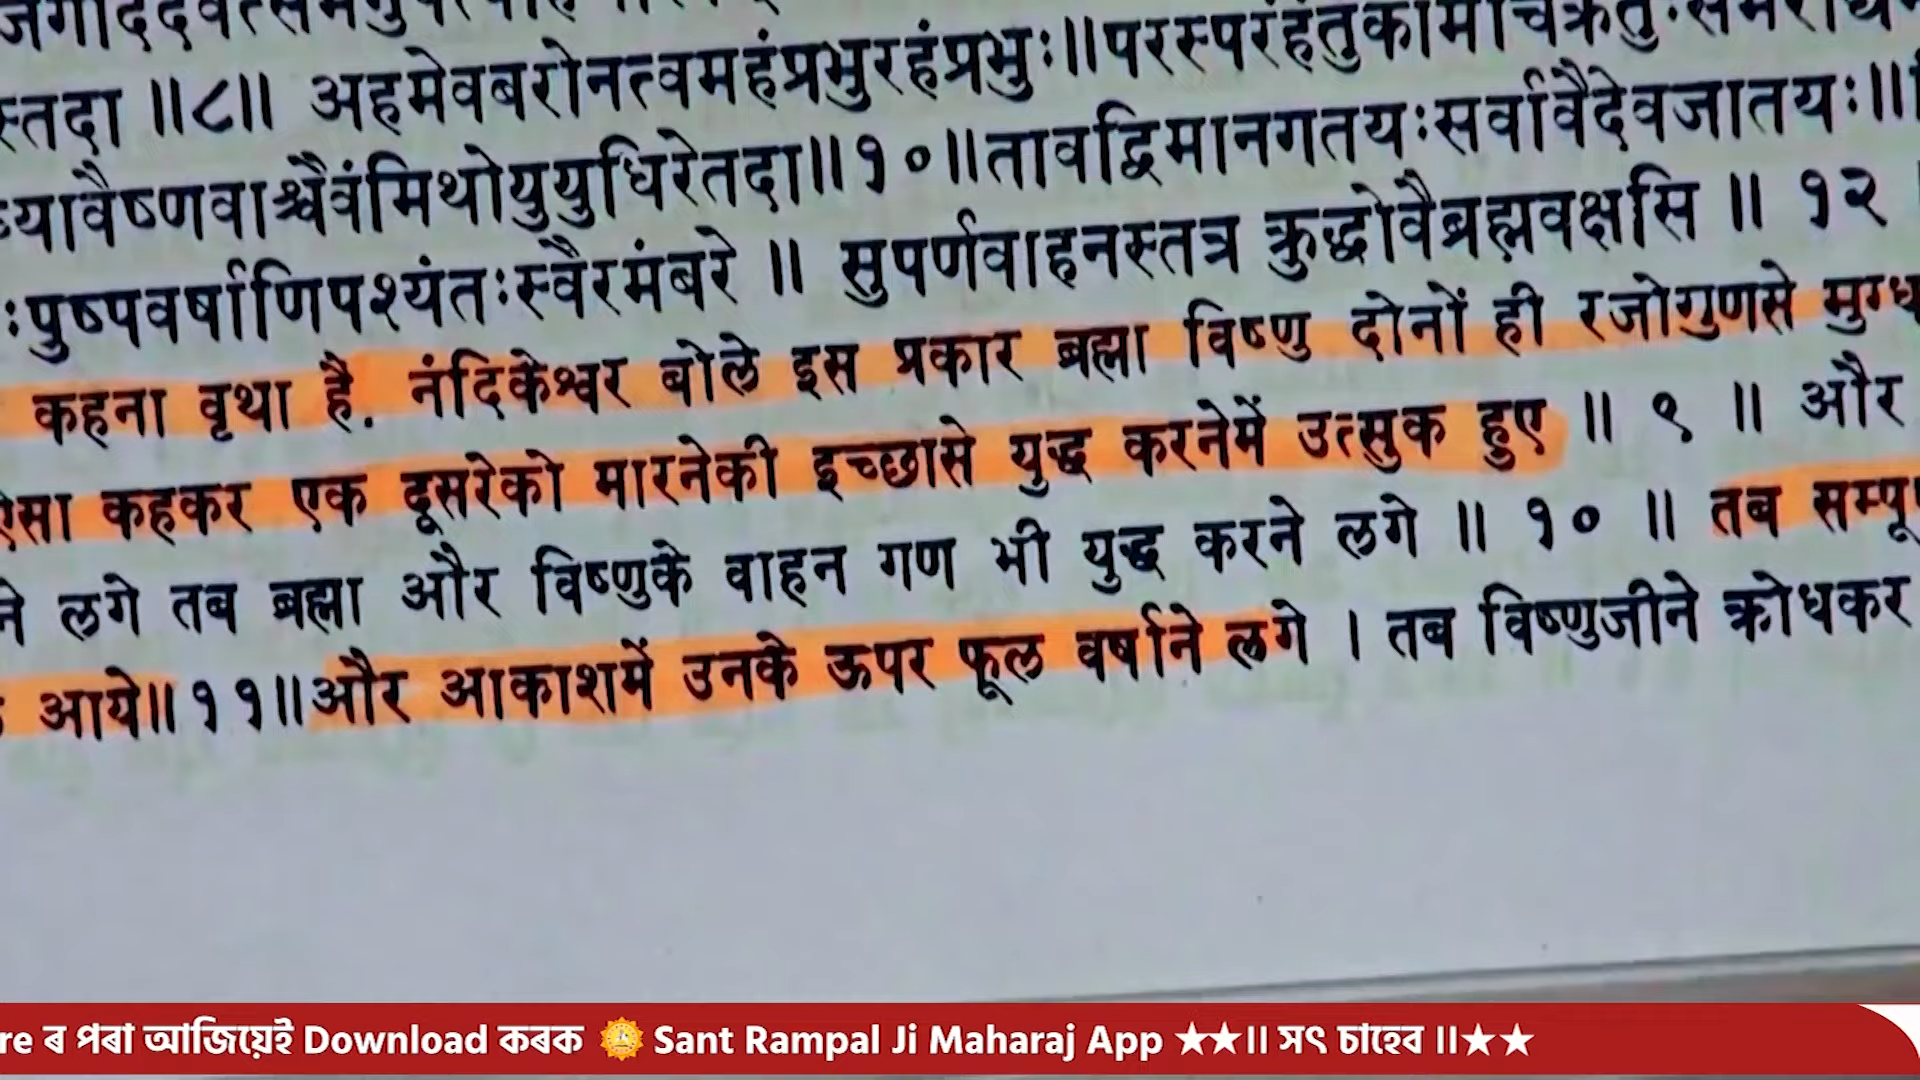 स्तदा ॥८॥ अहमेवबरोनत्वमहंप्रभुरहंप्रभुः॥परस्परंहंतुकामौचक्रतुःसमरोद्यमं
ष्यावैष्णवाश्चैवंमिथोयुयुधिरेतदा॥१०॥तावद्विमानगतयःसर्वावैदेवजातयः॥
ःपुष्पवर्षाणिपश्यंतःस्वैरमंबरे ॥ सुपर्णवाहनस्तत्र क्रुद्धोवैब्रह्मवक्षसि ॥ १२
कहना वृथा है. नंदिकेश्वर बोले इस प्रकार ब्रह्मा विष्णु दोनों ही रजोगुणसे मुग्ध
ऐसा कहकर एक दूसरेको मारनेकी इच्छासे युद्ध करनेमें उत्सुक हुए ॥ ९ ॥ और
ने लगे तब ब्रह्मा और विष्णुके वाहन गण भी युद्ध करने लगे ॥ १० ॥ तब सम्पू
आये॥११॥और आकाशमें उनके ऊपर फूल वर्षाने लगे । तब विष्णुजीने क्रोधकर
re ৰ পৰা আজিয়েই Download কৰক Sant Rampal Ji Maharaj App ★★।। সৎ চাহেব ।।★★